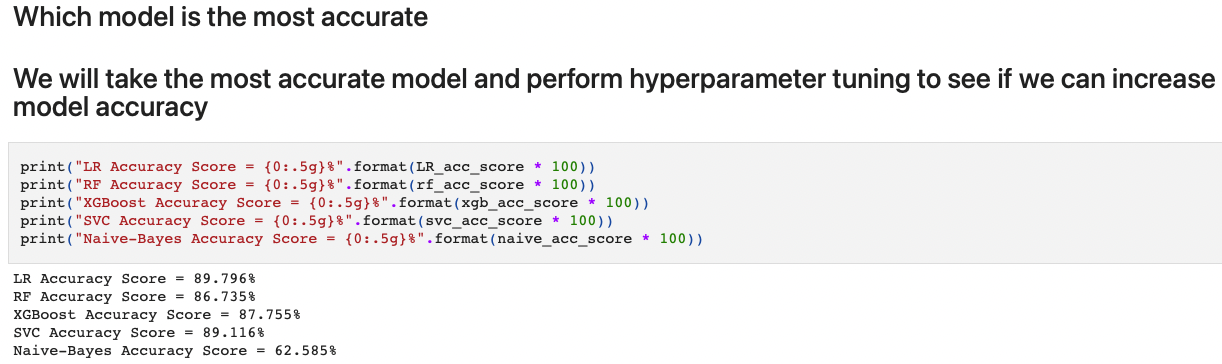 Which model is the most accurate
We will take the most accurate model and perform hyperparameter tuning to see if we can increase
model accuracy
print("LR Accuracy Score = {0:.5g}%".format(LR_acc_score * 100))
print("RF Accuracy Score = {0:.5g}%".format(rf_acc_score * 100))
print("XGBoost Accuracy Score = {0:.5g}%".format(xgb_acc_score * 100))
print("SVC Accuracy Score = {0:.5g}%".format(svc_acc_score * 100))
print("Naive-Bayes Accuracy Score = {0:.5g}%".format(naive_acc_score * 100))
LR Accuracy Score = 89.796%
RF Accuracy Score = 86.735%
XGBoost Accuracy Score = 87.755%
SVC Accuracy Score = 89.116%
Naive-Bayes Accuracy Score = 62.585%